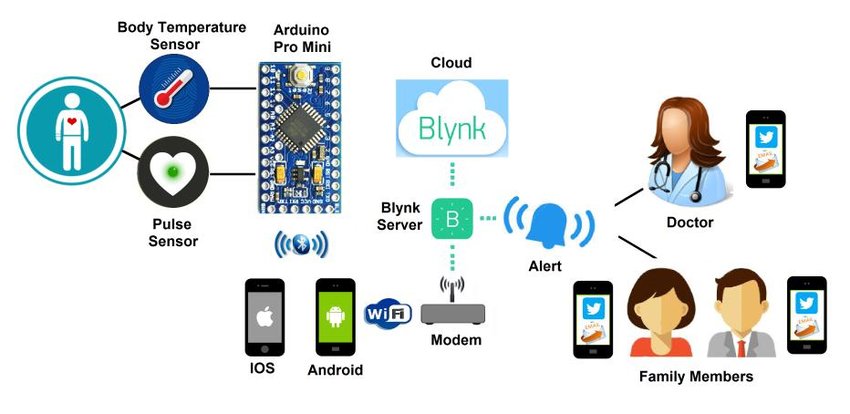 Body Temperature
Sensor
Arduino
Pro Mini
Cloud
Blynk
Pulse
Sensor
Blynk
Server
B
Alert
Doctor
WiFi
Modem
IOS
Android
Family Members